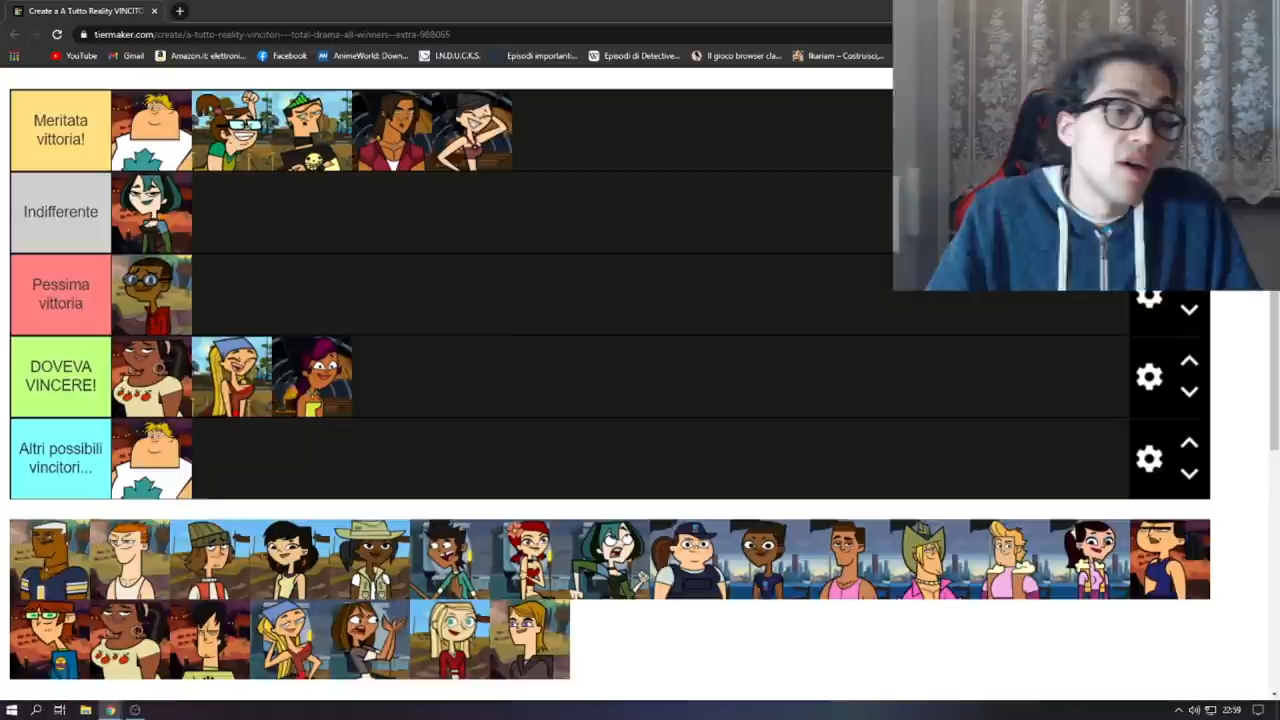 Create a A Tutto Reality VINCITO
tiermaker.com/create/a-tutto-reality-vincitori---total-drama-all-winners--extra-988055
YouTube
Gmail
Amazon.it: elettroni...
Facebook
AnimeWorld: Down...
I.N.D.U.C.K.S.
Episodi importanti...
Episodi di Detective...
Il gioco browser cla...
Ikariam – Costruisci,...
Meritata
vittoria!
Indifferente
Pessima
vittoria
DOVEVA
VINCERE!
Altri possibili
vincitori...
22:59